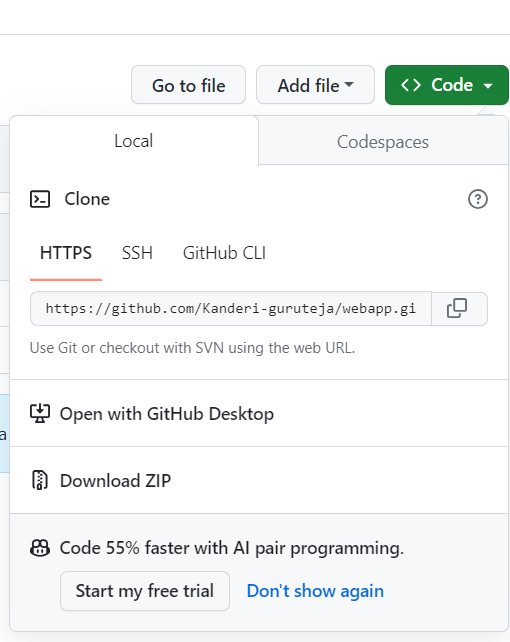 Go to file Add file Code
Local Codespaces
Clone
HTTPS SSH GitHub CLI
https://github.com/Kanderi-guruteja/webapp.gi
Use Git or checkout with SVN using the web URL.
Open with GitHub Desktop
a
Download ZIP
Code 55% faster with AI pair programming.
Start my free trial Don't show again